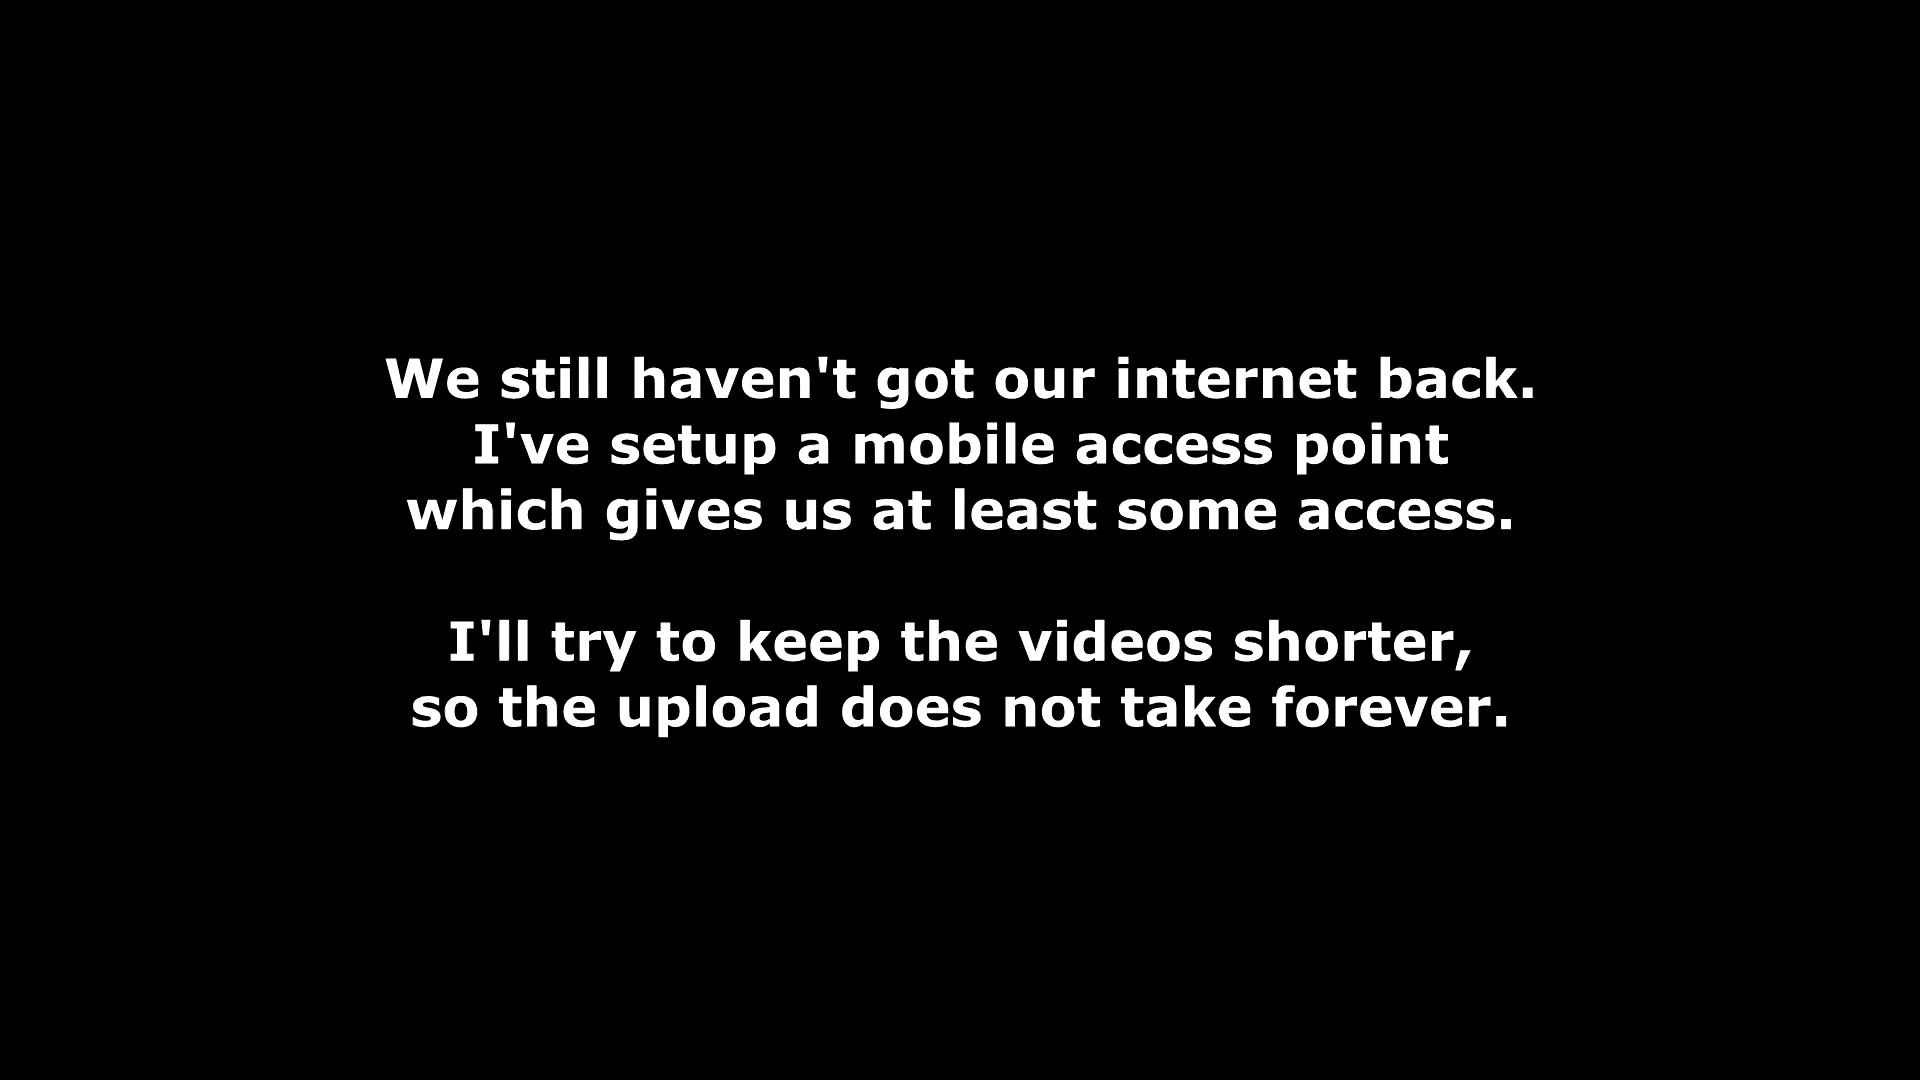 We still haven't got our internet back.
I've setup a mobile access point
which gives us at least some access.
I'll try to keep the videos shorter,
so the upload does not take forever.